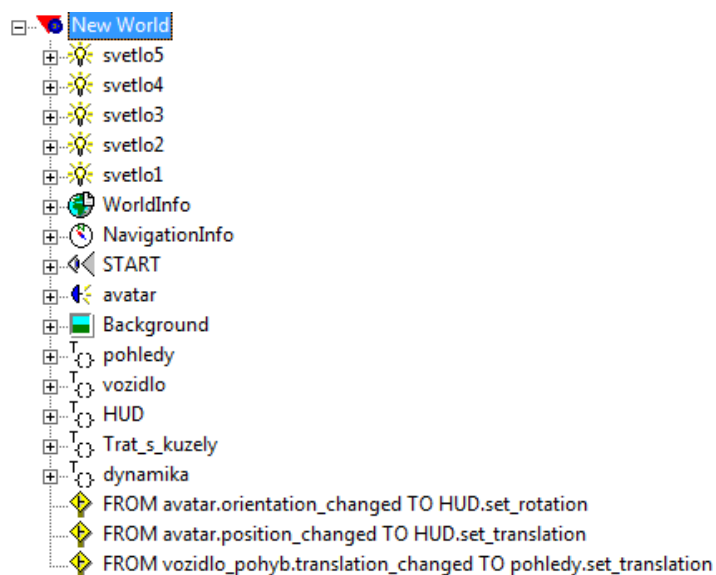 New World
svetlo5
svetlo4
svetlo3
svetlo2
svetlo1
WorldInfo
NavigationInfo
START
avatar
Background
pohledy
vozidlo
HUD
Trat_s_kuzely
dynamika
FROM avatar.orientation_changed TO HUD.set_rotation
FROM avatar.position_changed TO HUD.set_translation
FROM vozidlo_pohyb.translation_changed TO pohledy.set_translation